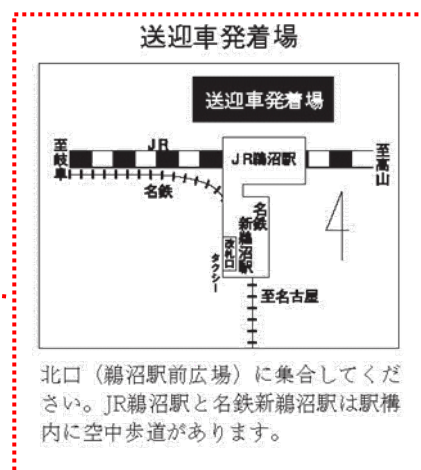 送迎車発着場
送迎車発着場
至岐阜
JR
JR鵜沼駅
至高山
名鉄
名鉄
新鵜沼駅
改札口
タクシー
至名古屋
北口（鵜沼駅前広場）に集合してくだ
さい。JR鵜沼駅と名鉄新鵜沼駅は駅構
内に空中歩道があります。